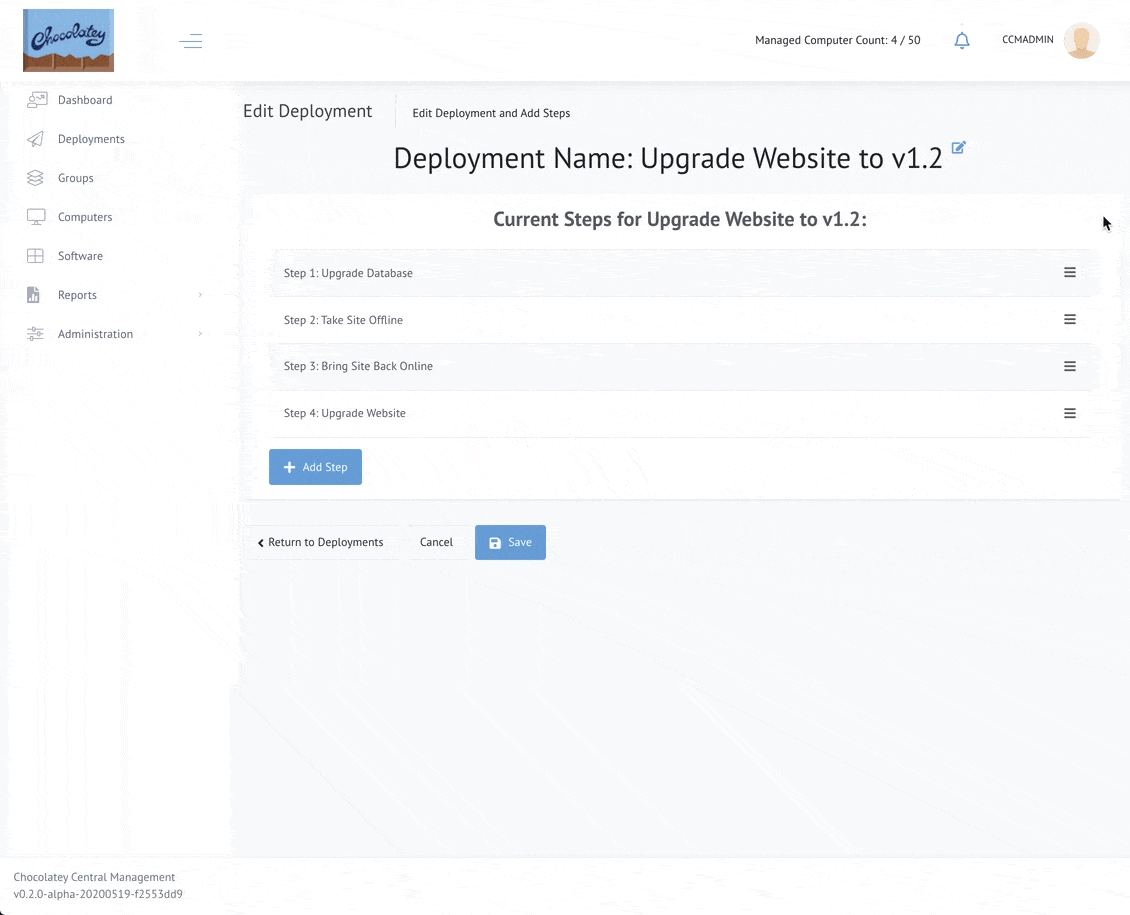 Chocolatey
Managed Computer Count: 4 / 50
CCMADMIN
Dashboard
Deployments
Groups
Computers
Software
Reports
Administration
Edit Deployment
Edit Deployment and Add Steps
Deployment Name: Upgrade Website to v1.2
Current Steps for Upgrade Website to v1.2:
Step 1: Upgrade Database
Step 2: Take Site Offline
Step 3: Bring Site Back Online
Step 4: Upgrade Website
Add Step
Return to Deployments
Cancel
Save
Chocolatey Central Management
v0.2.0-alpha-20200519-f2553dd9